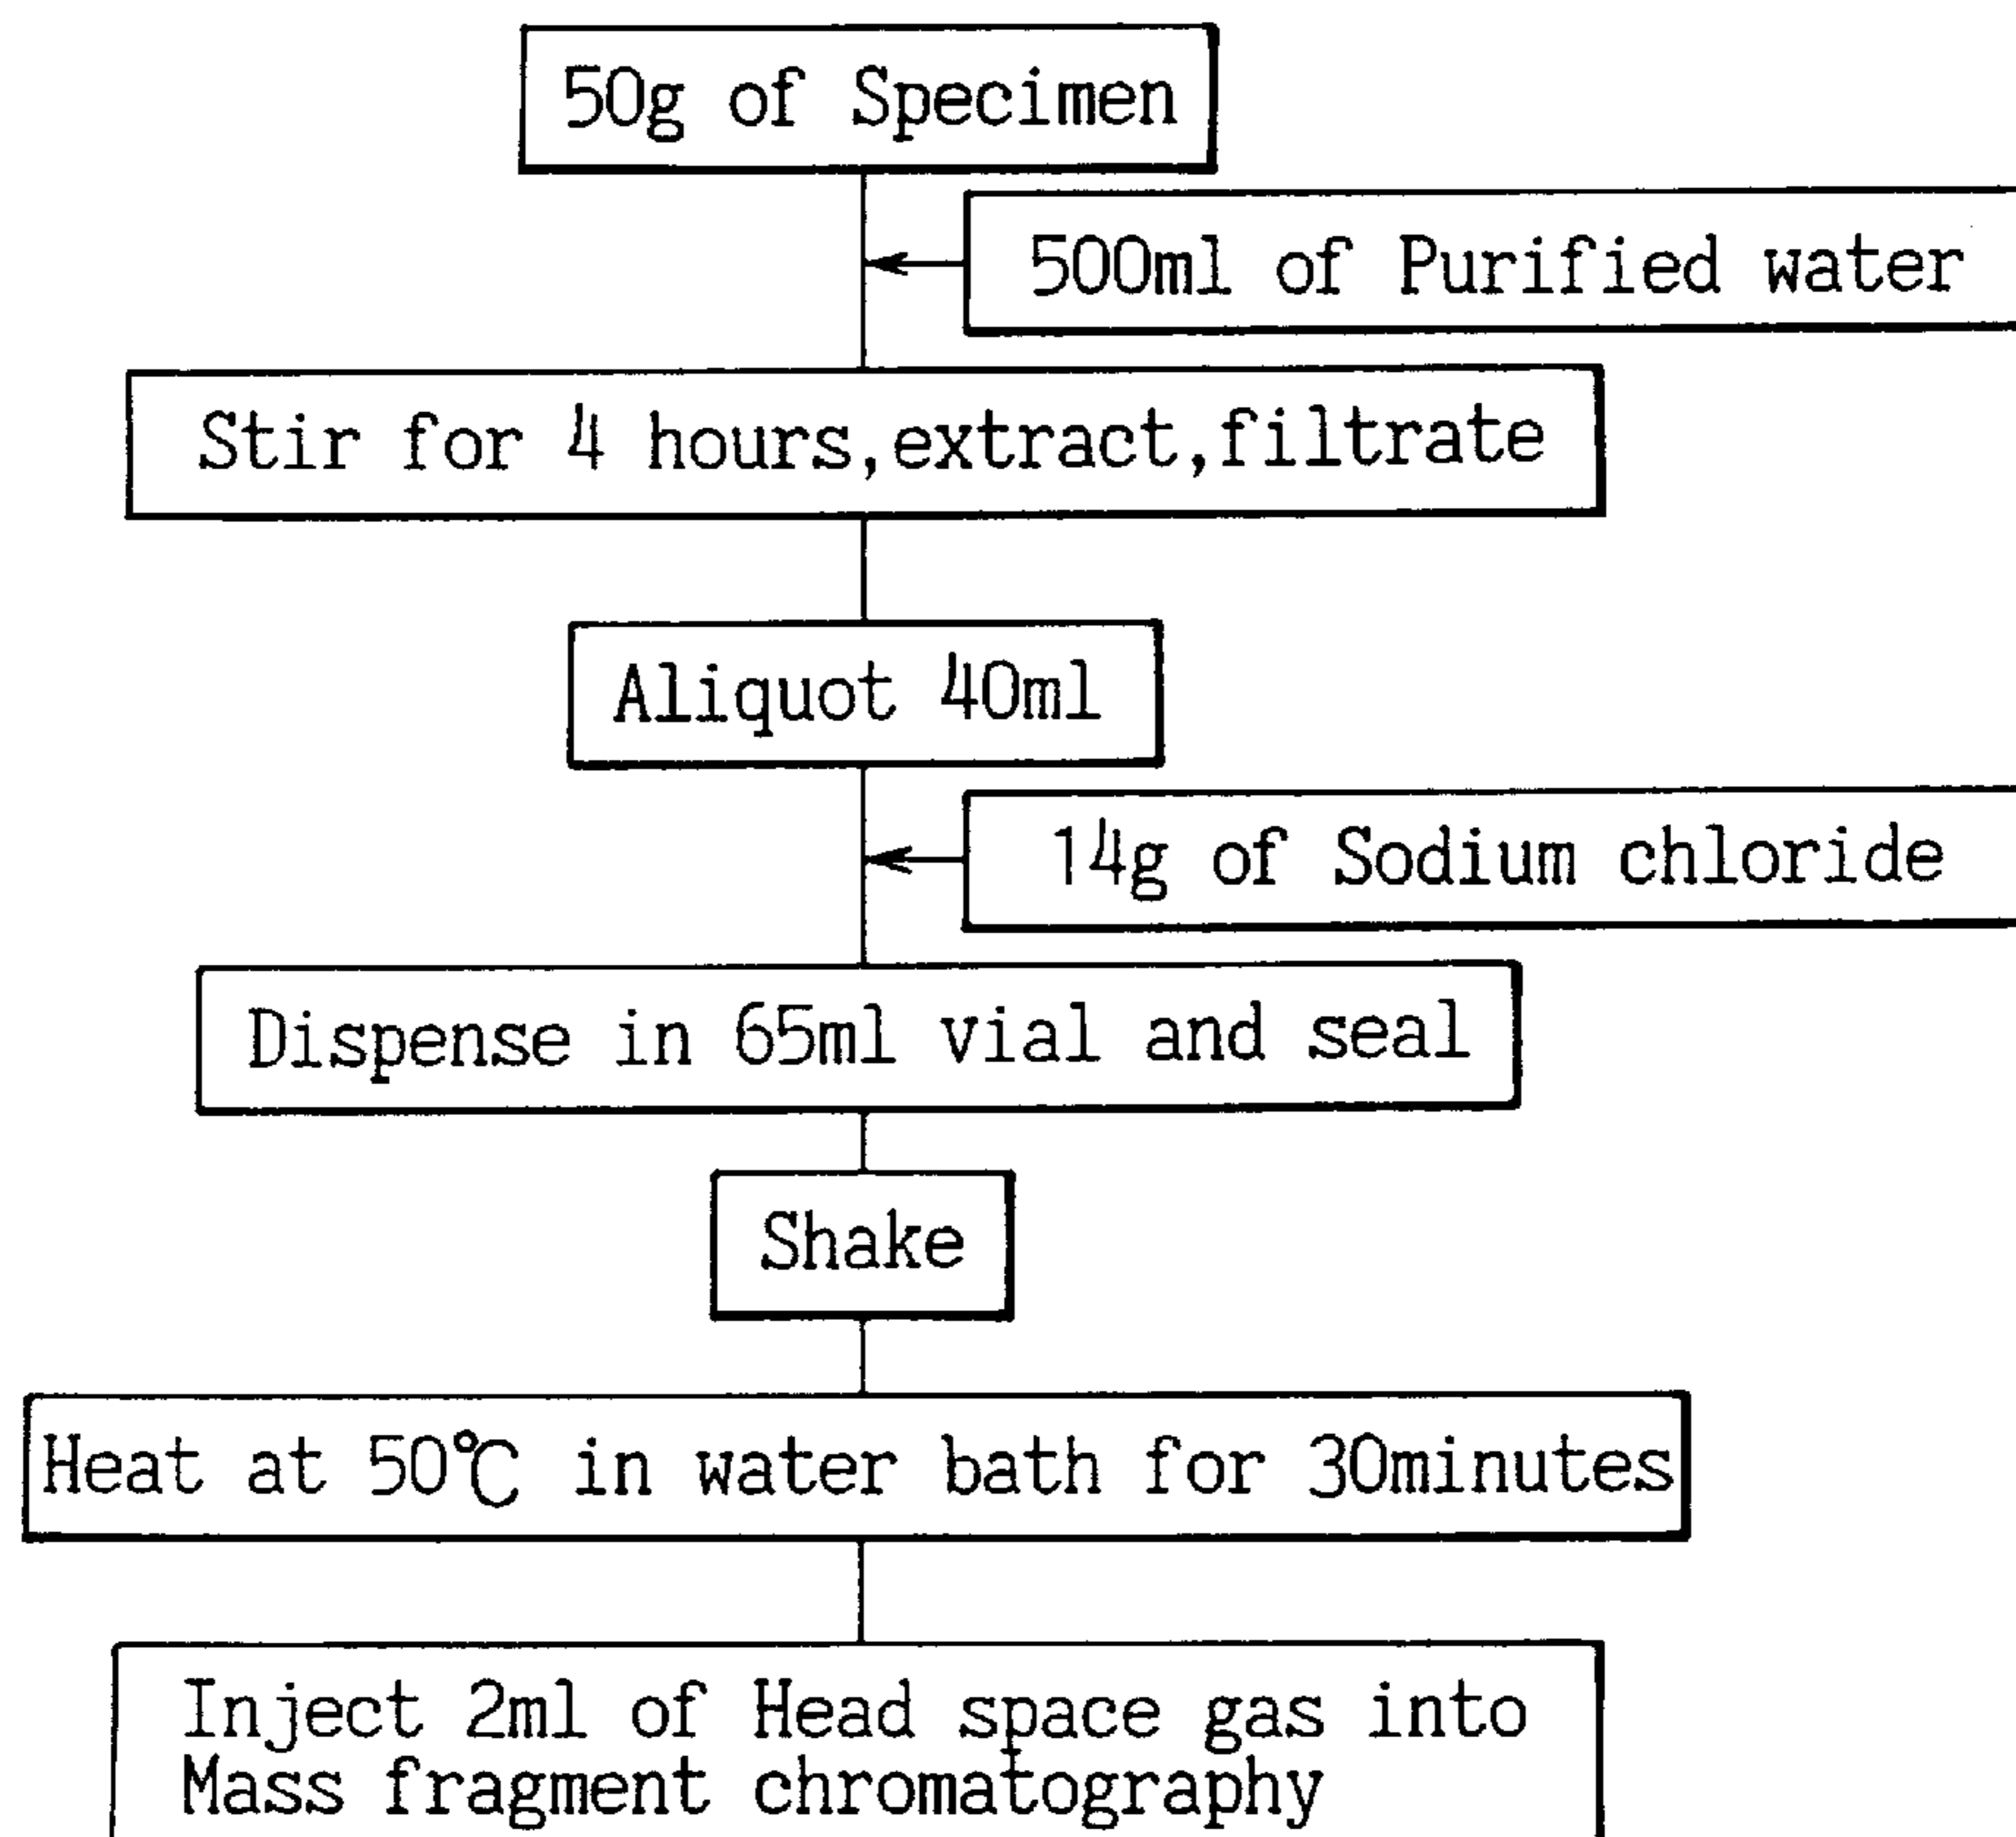 50g of Specimen
500ml of Purified water
Stir for 4 hours,extract,filtrate
Aliquot 40ml
14g of Sodium chloride
Dispense in 65ml vial and seal
Shake
Heat at 50℃ in water bath for 30minutes
Inject 2ml of Head space gas into
Mass fragment chromatography